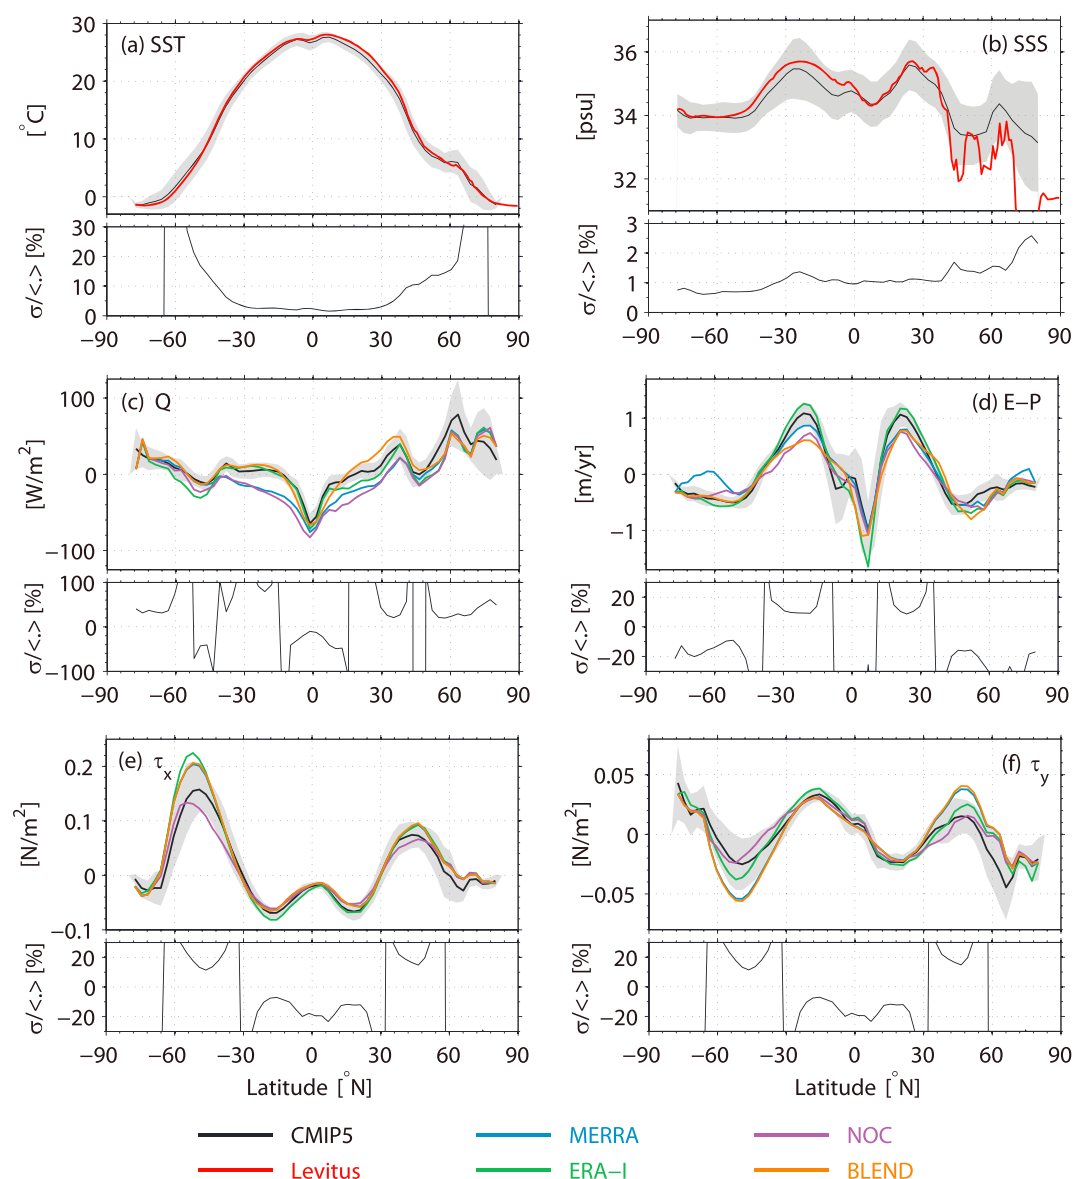 (a) SST
[°C]
30
20
10
0
σ/<.> [%]
30
20
10
0
−90 −60 −30 0 30 60 90
(b) SSS
[psu]
36
34
32
σ/<.> [%]
3
2
1
0
−90 −60 −30 0 30 60 90
(c) Q
[W/m²]
100
0
−100
σ/<.> [%]
100
0
−100
−90 −60 −30 0 30 60 90
(d) E−P
[m/yr]
1
0
−1
σ/<.> [%]
20
0
−20
−90 −60 −30 0 30 60 90
(e) τx
[N/m²]
0.2
0.1
0
−0.1
σ/<.> [%]
20
0
−20
−90 −60 −30 0 30 60 90
Latitude [°N]
(f) τy
[N/m²]
0.05
0
−0.05
σ/<.> [%]
20
0
−20
−90 −60 −30 0 30 60 90
Latitude [°N]
CMIP5 MERRA NOC
Levitus ERA−I BLEND